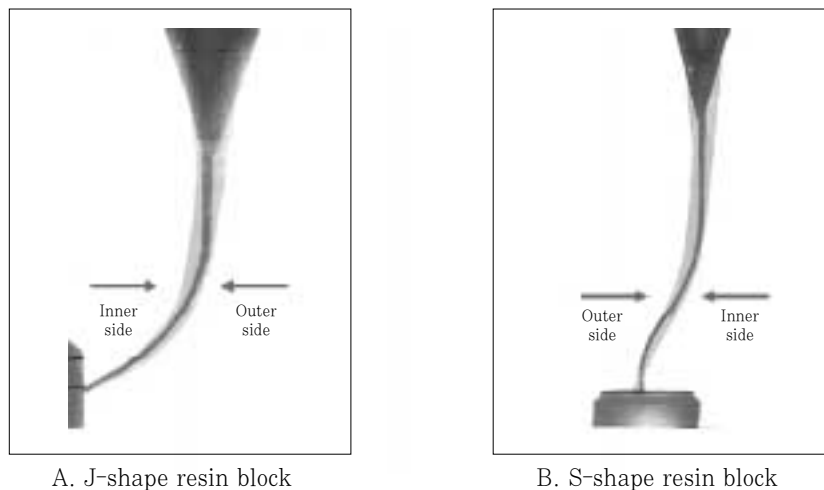 Inner
side
Outer
side
A. J-shape resin block
Outer
side
Inner
side
B. S-shape resin block